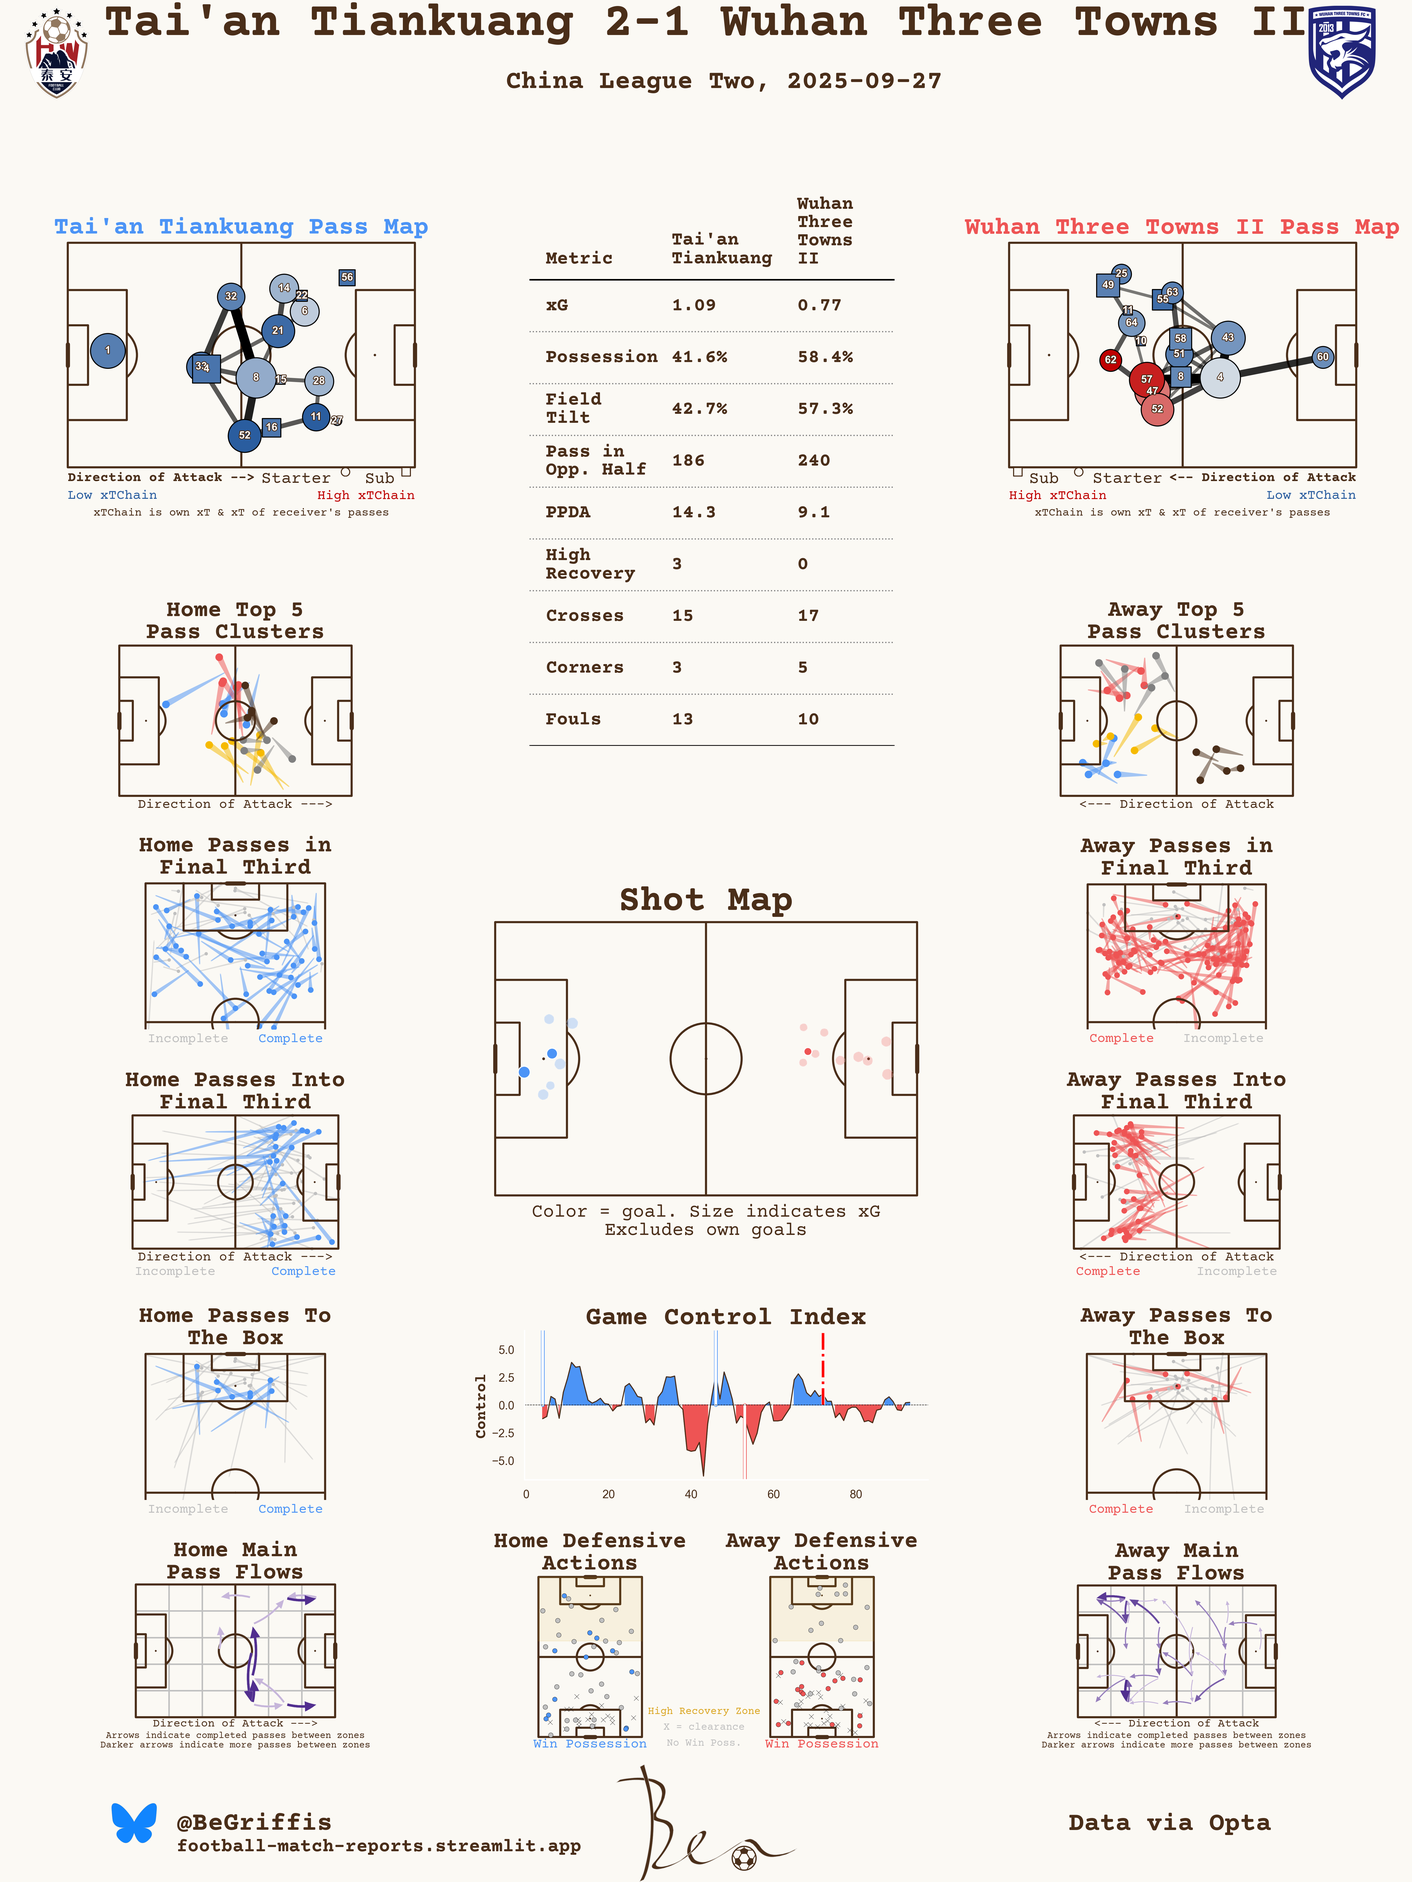 Tai'an Tiankuang 2-1 Wuhan Three Towns II
China League Two, 2025-09-27
泰 安
WUHAN THREE TOWNS FC
2013
Tai'an Tiankuang Pass Map
1
32
14
22
6
56
21
33
4
8
15
28
11
27
16
52
Direction of Attack --> Starter Sub
Low xTChain High xTChain
xTChain is own xT & xT of receiver's passes
Metric Tai'an Tiankuang Wuhan Three Towns II
xG 1.09 0.77
Possession 41.6% 58.4%
Field Tilt 42.7% 57.3%
Pass in Opp. Half 186 240
PPDA 14.3 9.1
High Recovery 3 0
Crosses 15 17
Corners 3 5
Fouls 13 10
Wuhan Three Towns II Pass Map
25
49
63
55
11
64
10
58
43
51
62
60
57
8
4
47
52
Sub Starter <-- Direction of Attack
High xTChain Low xTChain
xTChain is own xT & xT of receiver's passes
Home Top 5
Pass Clusters
Direction of Attack --->
Away Top 5
Pass Clusters
<--- Direction of Attack
Home Passes in
Final Third
Incomplete Complete
Away Passes in
Final Third
Complete Incomplete
Shot Map
Color = goal. Size indicates xG
Excludes own goals
Home Passes Into
Final Third
Direction of Attack --->
Incomplete Complete
Away Passes Into
Final Third
<--- Direction of Attack
Complete Incomplete
Home Passes To
The Box
Incomplete Complete
Game Control Index
Control
5.0
2.5
0.0
−2.5
−5.0
0 20 40 60 80
Away Passes To
The Box
Complete Incomplete
Home Main
Pass Flows
Direction of Attack --->
Arrows indicate completed passes between zones
Darker arrows indicate more passes between zones
Home Defensive
Actions
Win Possession
High Recovery Zone
X = clearance
No Win Poss.
Away Defensive
Actions
Win Possession
Away Main
Pass Flows
<--- Direction of Attack
Arrows indicate completed passes between zones
Darker arrows indicate more passes between zones
@BeGriffis
football-match-reports.streamlit.app
Ben
Data via Opta